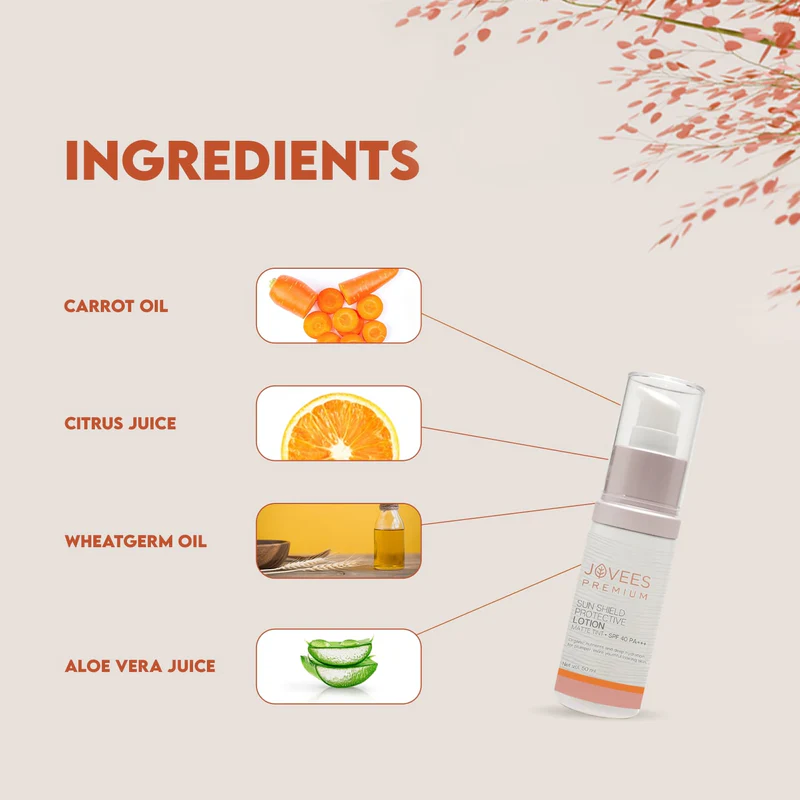 INGREDIENTS
CARROT OIL
CITRUS JUICE
WHEATGERM OIL
ALOE VERA JUICE
JOVEES
PREMIUM
SUN SHIELD
PROTECTIVE
LOTION
MATTE TINT • SPF 40 PA+++